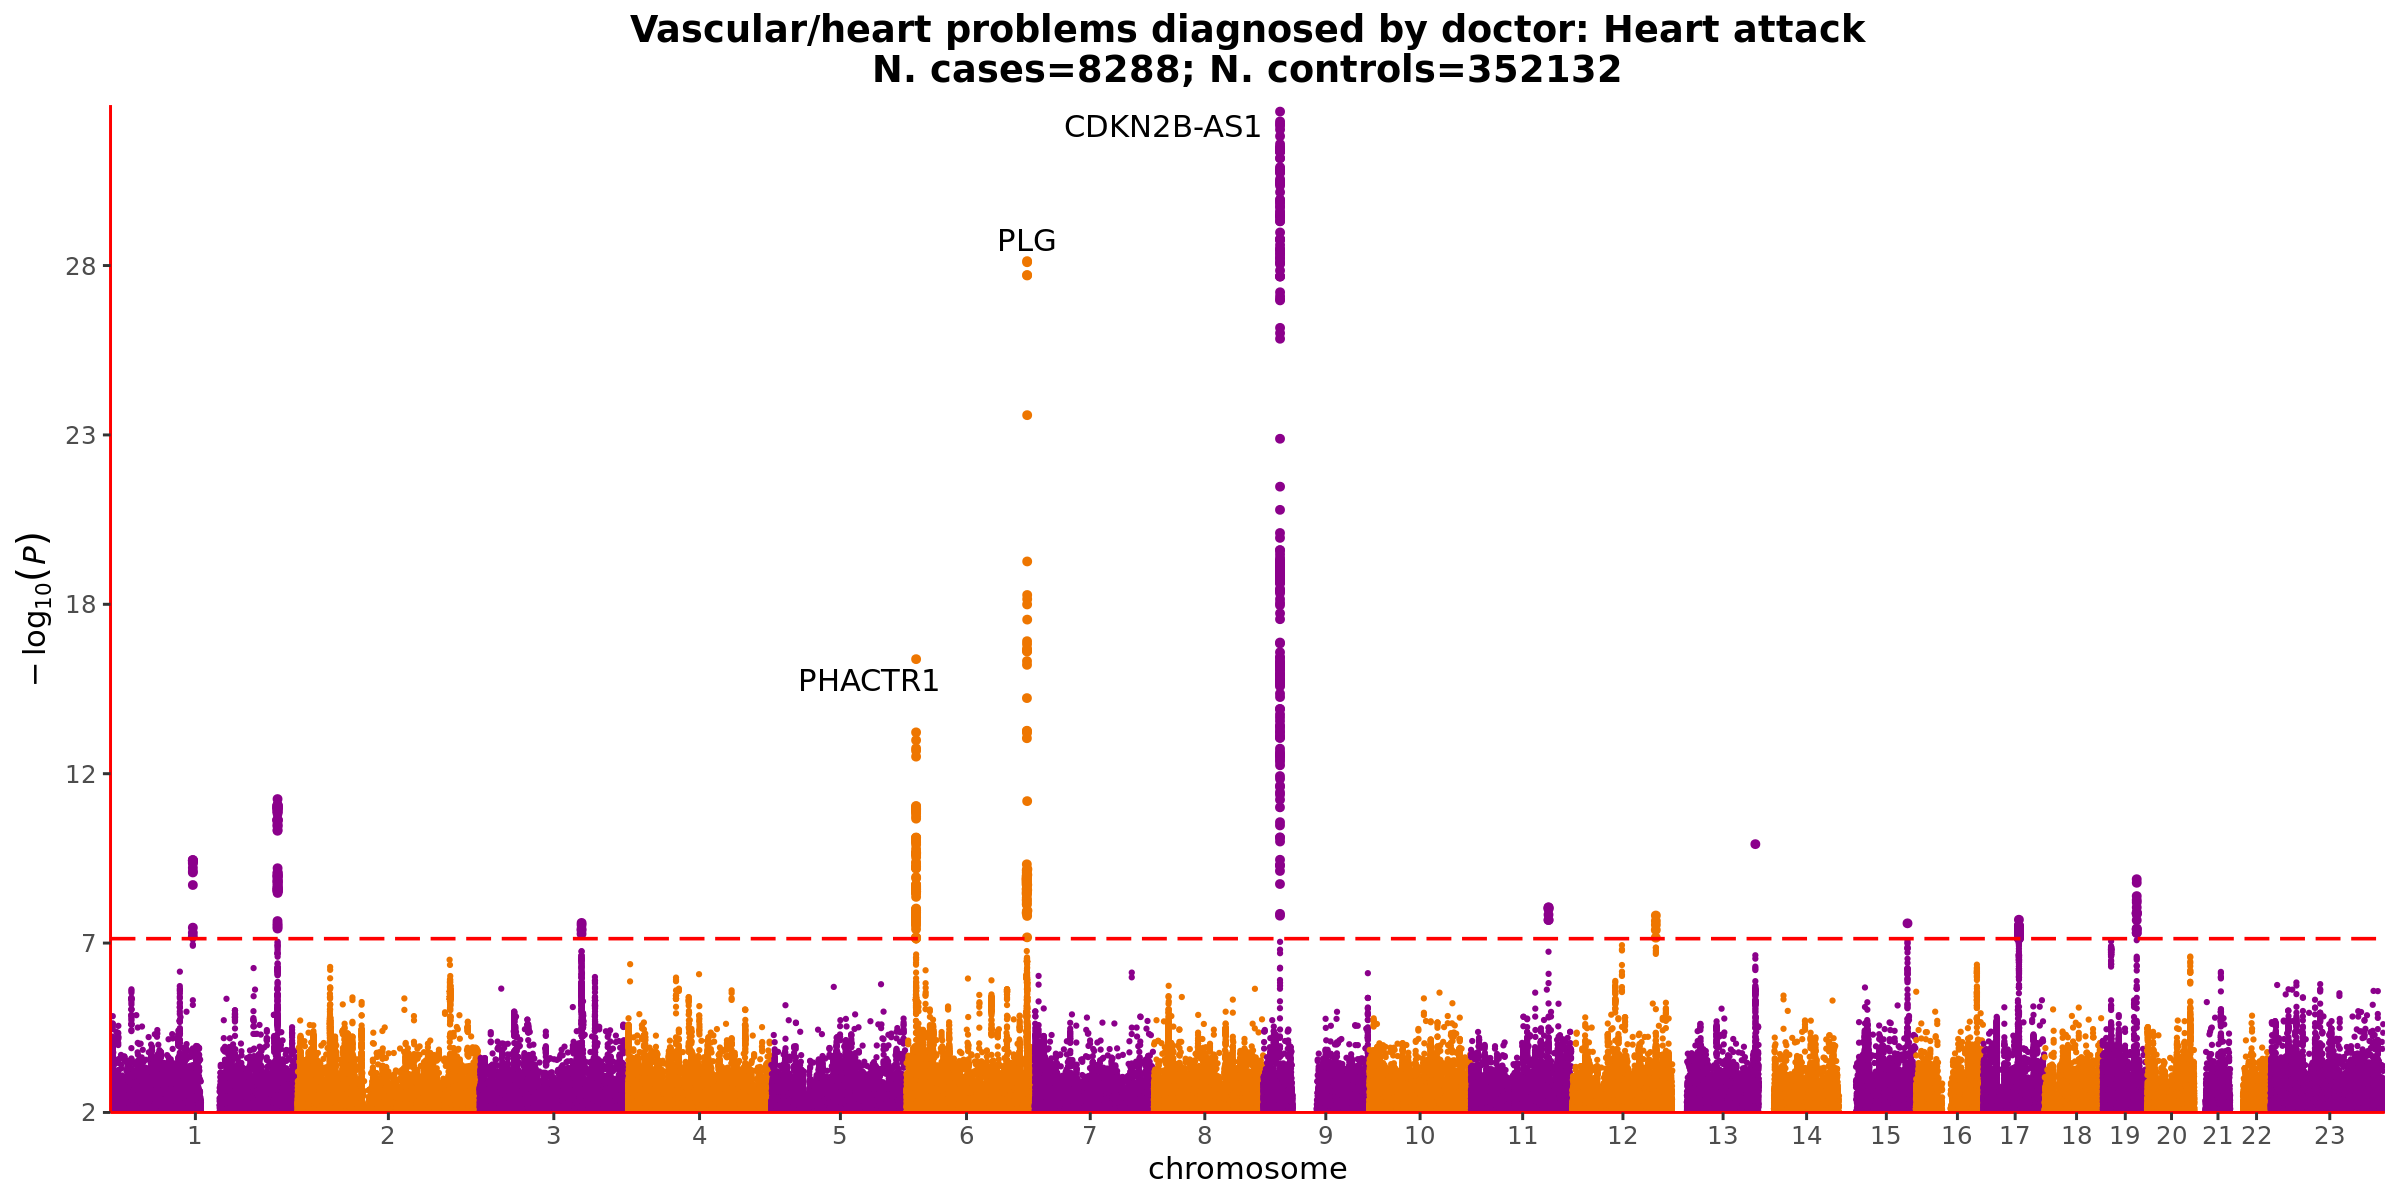 Vascular/heart problems diagnosed by doctor: Heart attack
N. cases=8288; N. controls=352132
CDKN2B-AS1
PLG
PHACTR1
28
23
18
12
7
2
−log10(P)
1 2 3 4 5 6 7 8 9 10 11 12 13 14 15 16 17 18 19 20 21 22 23
chromosome